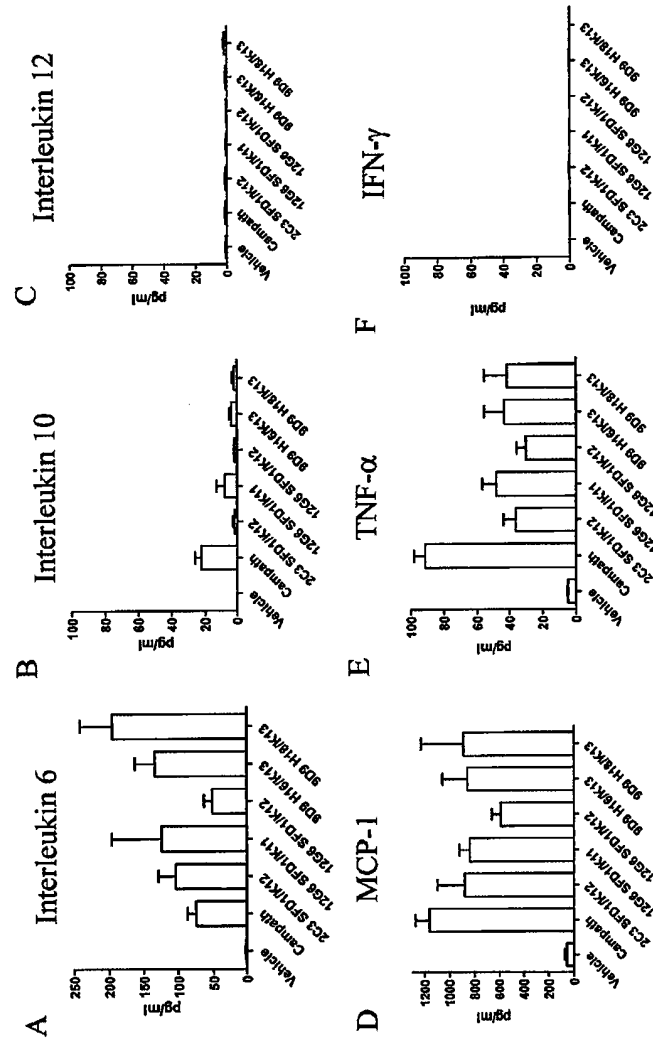 A
Interleukin 6
250
200
150
100
50
0
pg/ml
Vehicle
Campath
2C3 SFD1/K12
12G6 SFD1/K11
12G6 SFD1/K12
9D9 H16/K13
9D9 H18/K13
B
Interleukin 10
100
80
60
40
20
0
pg/ml
Vehicle
Campath
2C3 SFD1/K12
12G6 SFD1/K11
12G6 SFD1/K12
9D9 H16/K13
9D9 H18/K13
C
Interleukin 12
100
80
60
40
20
0
pg/ml
Vehicle
Campath
2C3 SFD1/K12
12G6 SFD1/K11
12G6 SFD1/K12
9D9 H16/K13
9D9 H18/K13
D
MCP-1
1200
1000
800
600
400
200
0
pg/ml
Vehicle
Campath
2C3 SFD1/K12
12G6 SFD1/K11
12G6 SFD1/K12
9D9 H16/K13
9D9 H18/K13
E
TNF-α
100
80
60
40
20
0
pg/ml
Vehicle
Campath
2C3 SFD1/K12
12G6 SFD1/K11
12G6 SFD1/K12
9D9 H16/K13
9D9 H18/K13
F
IFN-γ
100
80
60
40
20
0
pg/ml
Vehicle
Campath
2C3 SFD1/K12
12G6 SFD1/K11
12G6 SFD1/K12
9D9 H16/K13
9D9 H18/K13